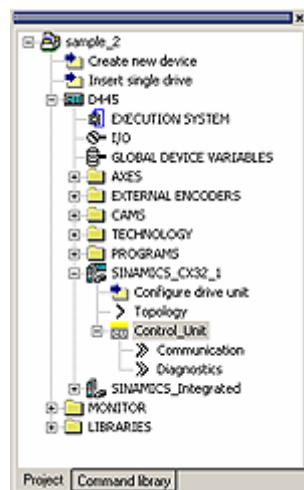 sample_2
Create new device
Insert single drive
D445
EXECUTION SYSTEM
I/O
GLOBAL DEVICE VARIABLES
AXES
EXTERNAL ENCODERS
CAMS
TECHNOLOGY
PROGRAMS
SINAMICS_CX32_1
Configure drive unit
Topology
Control_Unit
Communication
Diagnostics
SINAMICS_Integrated
MONITOR
LIBRARIES
Project Command library